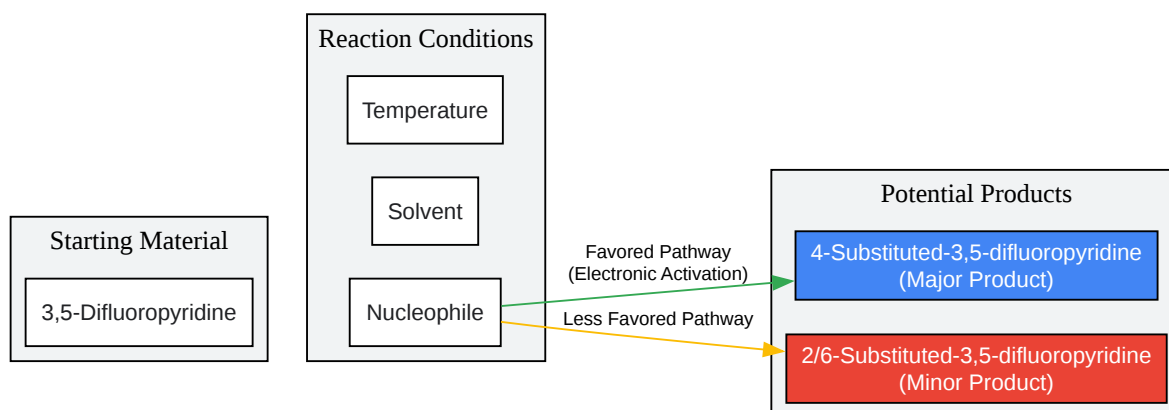 Starting Material
3,5-Difluoropyridine
Reaction Conditions
Temperature
Solvent
Nucleophile
Favored Pathway
(Electronic Activation)
Less Favored Pathway
Potential Products
4-Substituted-3,5-difluoropyridine
(Major Product)
2/6-Substituted-3,5-difluoropyridine
(Minor Product)